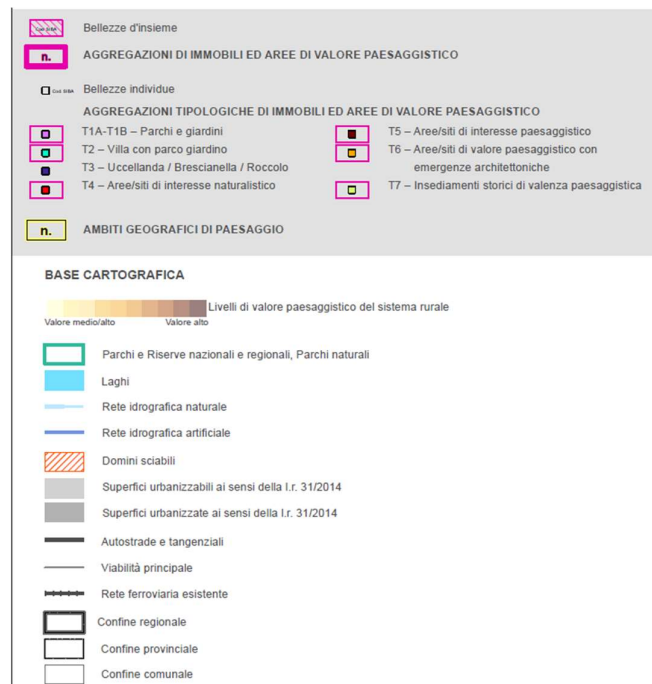 Cod. SIBA
Bellezze d'insieme
n.
AGGREGAZIONI DI IMMOBILI ED AREE DI VALORE PAESAGGISTICO
Cod. SIBA
Bellezze individue
AGGREGAZIONI TIPOLOGICHE DI IMMOBILI ED AREE DI VALORE PAESAGGISTICO
T1A-T1B – Parchi e giardini
T2 – Villa con parco giardino
T3 – Uccellanda / Brescianella / Roccolo
T4 – Aree/siti di interesse naturalistico
T5 – Aree/siti di interesse paesaggistico
T6 – Aree/siti di valore paesaggistico con
emergenze architettoniche
T7 – Insediamenti storici di valenza paesaggistica
n.
AMBITI GEOGRAFICI DI PAESAGGIO
BASE CARTOGRAFICA
Livelli di valore paesaggistico del sistema rurale
Valore medio/alto
Valore alto
Parchi e Riserve nazionali e regionali, Parchi naturali
Laghi
Rete idrografica naturale
Rete idrografica artificiale
Domini sciabili
Superfici urbanizzabili ai sensi della l.r. 31/2014
Superfici urbanizzate ai sensi della l.r. 31/2014
Autostrade e tangenziali
Viabilità principale
Rete ferroviaria esistente
Confine regionale
Confine provinciale
Confine comunale